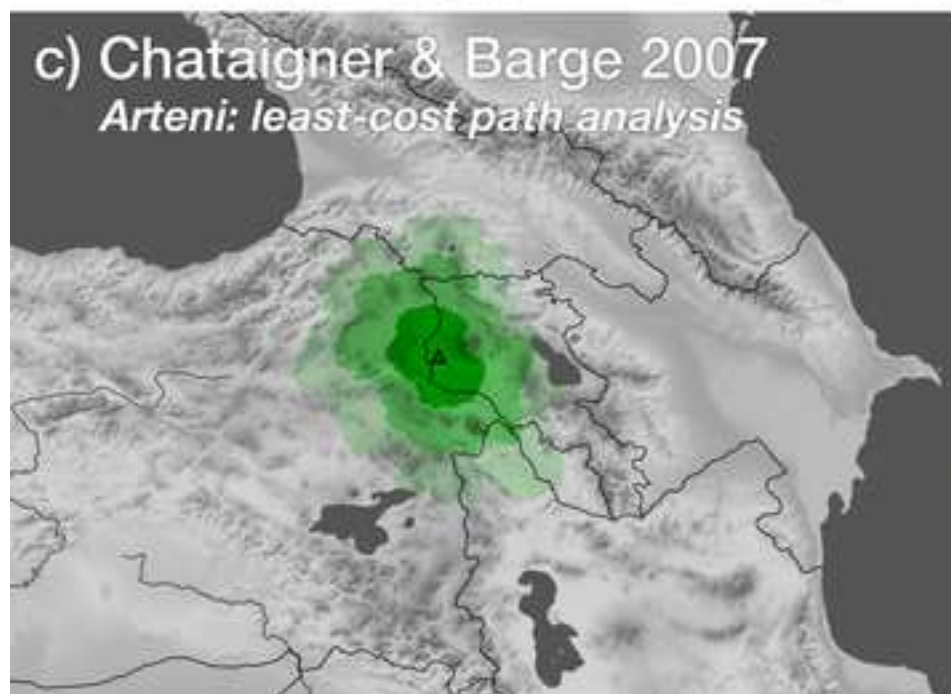 c) Chataigner & Barge 2007
Arteni: least-cost path analysis